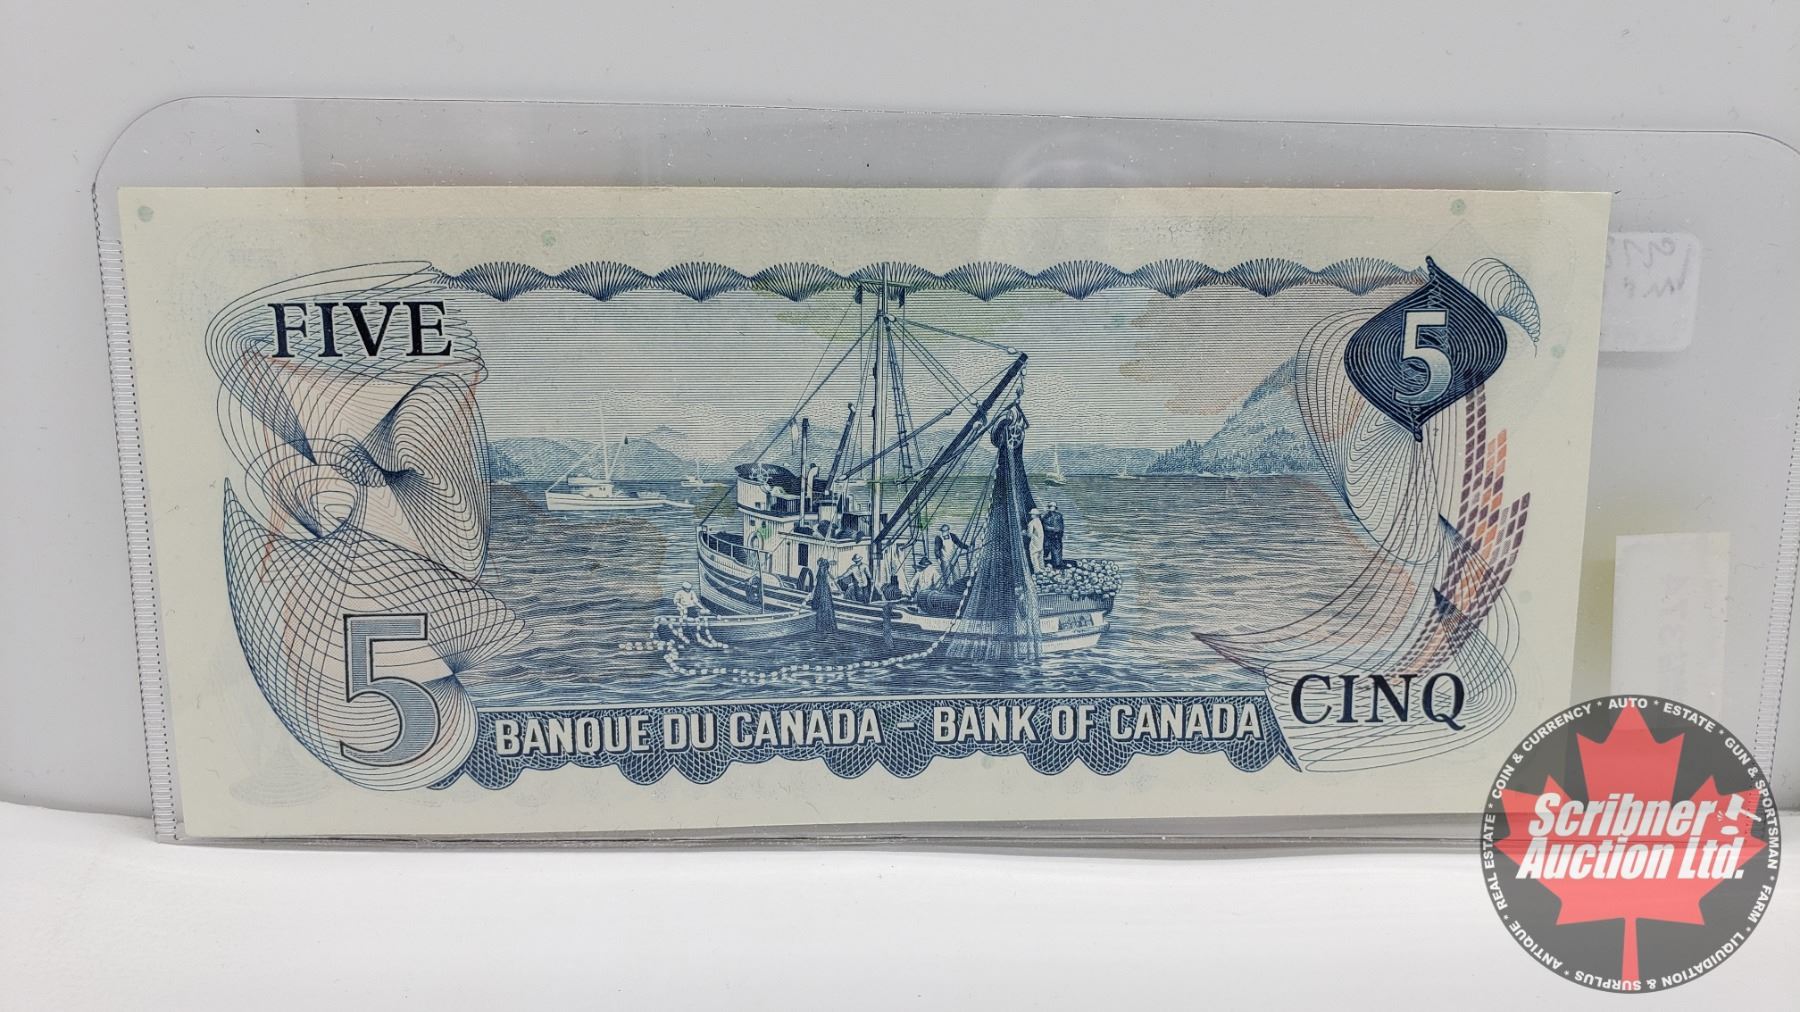 FIVE
5
5
BANQUE DU CANADA - BANK OF CANADA
CINQ
Scribner!
Auction Ltd.
ANTIQUE * REAL ESTATE * COIN & CURRENCY * AUTO * ESTATE * GUN & SPORTSMAN * FARM * LIQUIDATION & SURPLUS *